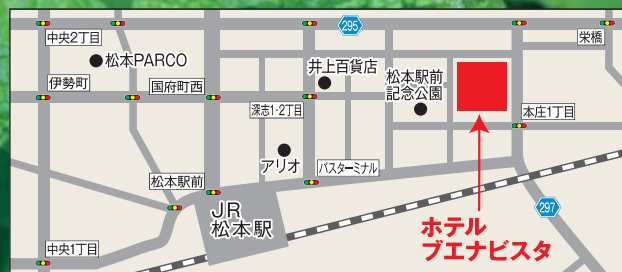 295
栄橋
中央2丁目
松本PARCO
井上百貨店
松本駅前
記念公園
伊勢町
国府町西
深志1・2丁目
本庄1丁目
アリオ
バスターミナル
松本駅前
JR
松本駅
297
ホテル
ブエナビスタ
中央1丁目